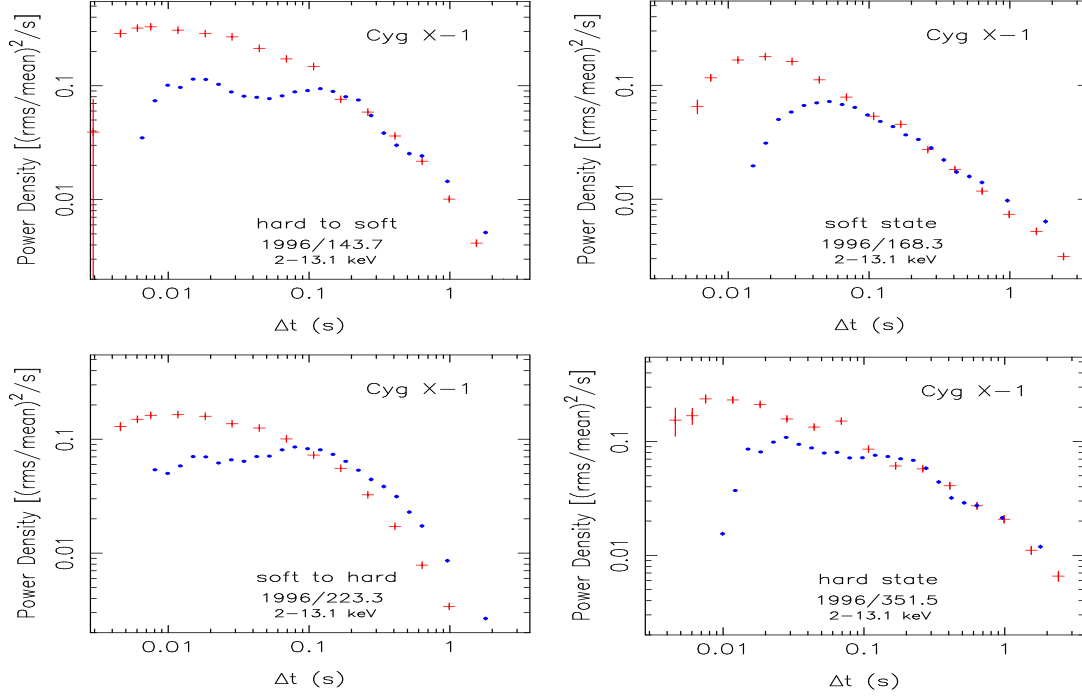 Power Density [(rms/mean)²/s]
0.1
0.01
Cyg X−1
hard to soft
1996/143.7
2−13.1 keV
0.01 0.1 1
Δt (s)
Power Density [(rms/mean)²/s]
0.1
0.01
Cyg X−1
soft state
1996/168.3
2−13.1 keV
0.01 0.1 1
Δt (s)
Power Density [(rms/mean)²/s]
0.1
0.01
Cyg X−1
soft to hard
1996/223.3
2−13.1 keV
0.01 0.1 1
Δt (s)
Power Density [(rms/mean)²/s]
0.1
0.01
Cyg X−1
hard state
1996/351.5
2−13.1 keV
0.01 0.1 1
Δt (s)